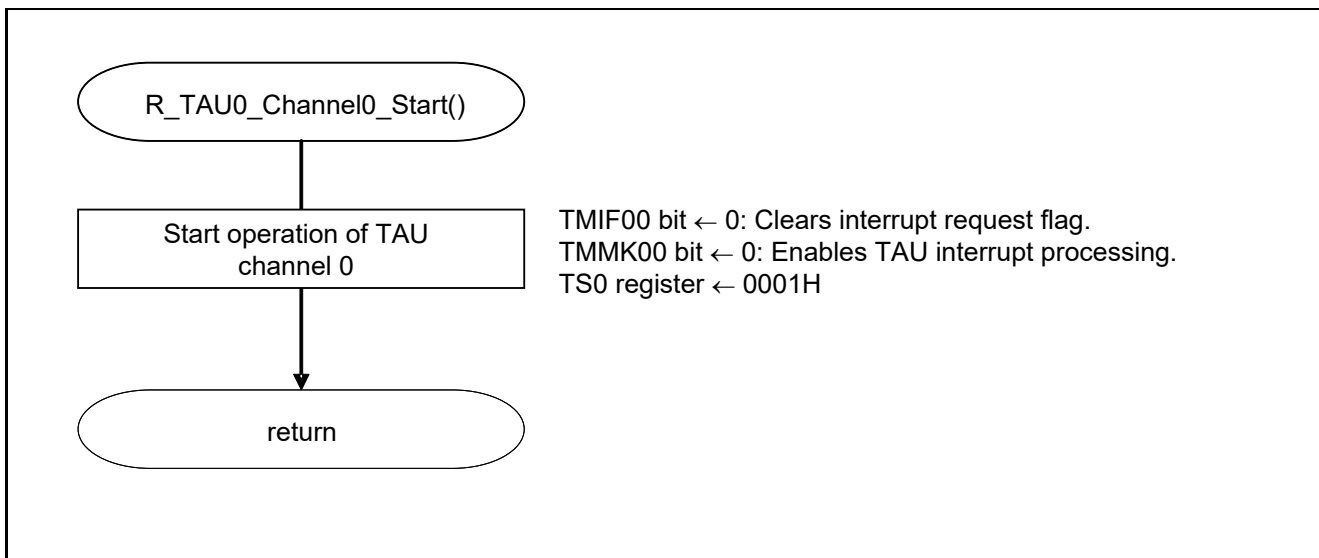 R_TAU0_Channel0_Start()
Start operation of TAU
channel 0
TMIF00 bit ← 0: Clears interrupt request flag.
TMMK00 bit ← 0: Enables TAU interrupt processing.
TS0 register ← 0001H
return